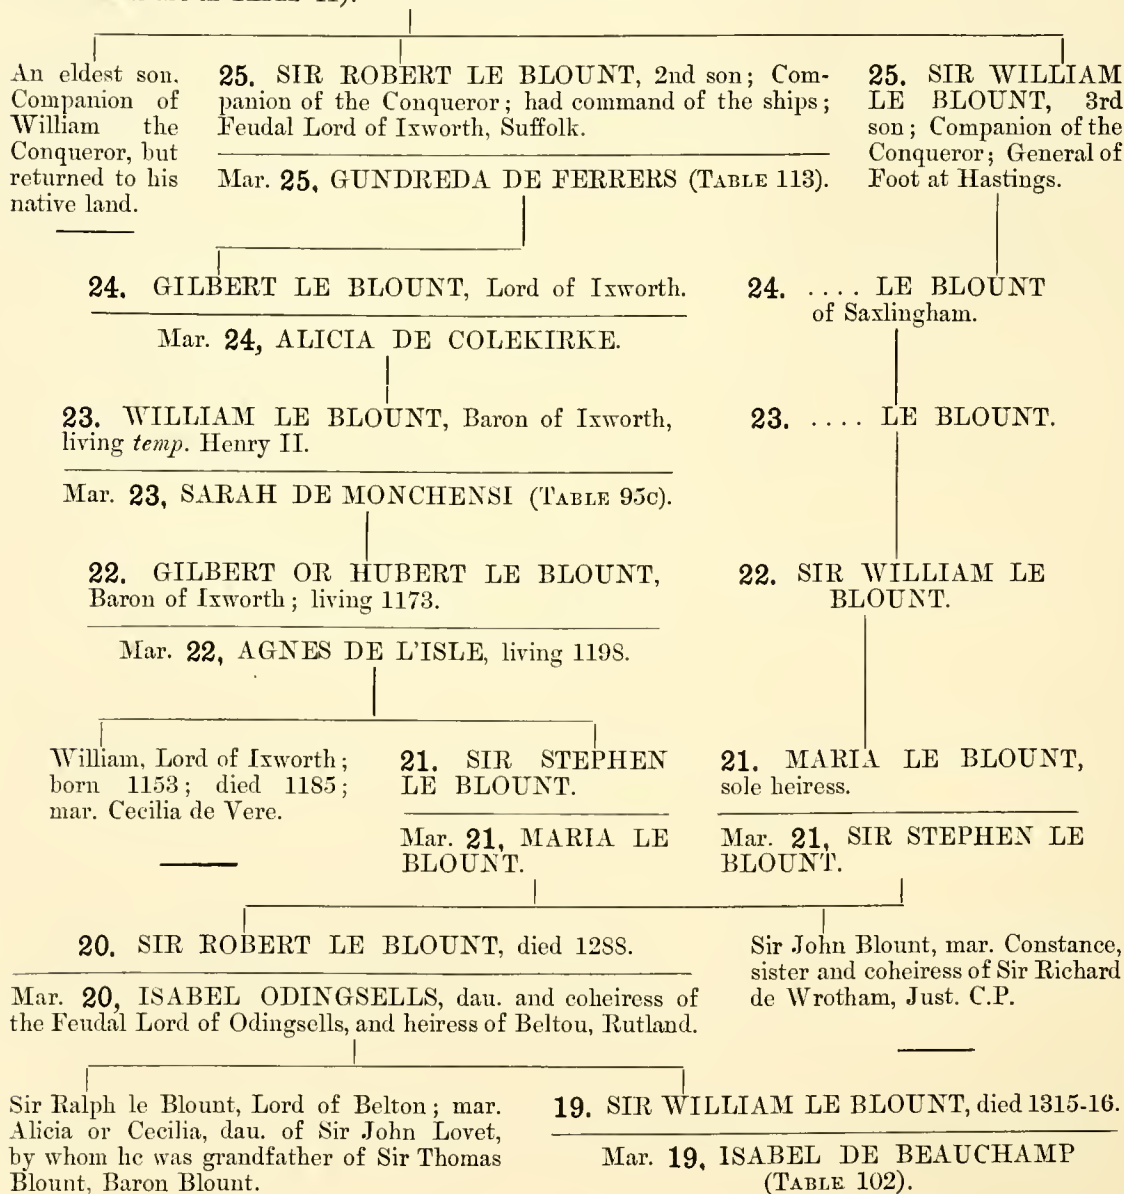 An eldest son.
Companion of
William the
Conqueror, but
returned to his
native land.
25. SIR ROBERT LE BLOUNT, 2nd son; Com-
panion of the Conqueror; had command of the ships;
Feudal Lord of Ixworth, Suffolk.
Mar. 25, GUNDREDA DE FERRERS (TABLE 113).
25. SIR WILLIAM
LE BLOUNT, 3rd
son; Companion of the
Conqueror; General of
Foot at Hastings.
24. GILBERT LE BLOUNT, Lord of Ixworth.
Mar. 24, ALICIA DE COLEKIRKE.
24. .... LE BLOUNT
of Saxlingham.
23. WILLIAM LE BLOUNT, Baron of Ixworth,
living temp. Henry II.
Mar. 23, SARAH DE MONCHENSI (TABLE 95c).
23. .... LE BLOUNT.
22. GILBERT OR HUBERT LE BLOUNT,
Baron of Ixworth; living 1173.
Mar. 22, AGNES DE L'ISLE, living 1198.
22. SIR WILLIAM LE
BLOUNT.
William, Lord of Ixworth;
born 1153; died 1185;
mar. Cecilia de Vere.
21. SIR STEPHEN
LE BLOUNT.
Mar. 21, MARIA LE
BLOUNT.
21. MARIA LE BLOUNT,
sole heiress.
Mar. 21, SIR STEPHEN LE
BLOUNT.
20. SIR ROBERT LE BLOUNT, died 1288.
Mar. 20, ISABEL ODINGSELLS, dau. and coheiress of
the Feudal Lord of Odingsells, and heiress of Beltou, Rutland.
Sir John Blount, mar. Constance,
sister and coheiress of Sir Richard
de Wrotham, Just. C.P.
Sir Ralph le Blount, Lord of Belton; mar.
Alicia or Cecilia, dau. of Sir John Lovet,
by whom he was grandfather of Sir Thomas
Blount, Baron Blount.
19. SIR WILLIAM LE BLOUNT, died 1315-16.
Mar. 19, ISABEL DE BEAUCHAMP
(TABLE 102).